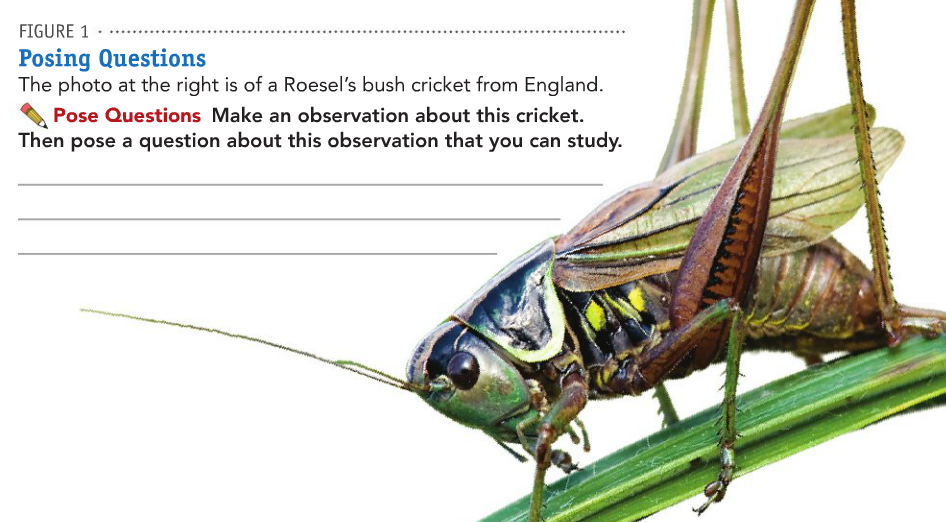 FIGURE 1
Posing Questions
The photo at the right is of a Roesel's bush cricket from England.
Pose Questions Make an observation about this cricket.
Then pose a question about this observation that you can study.